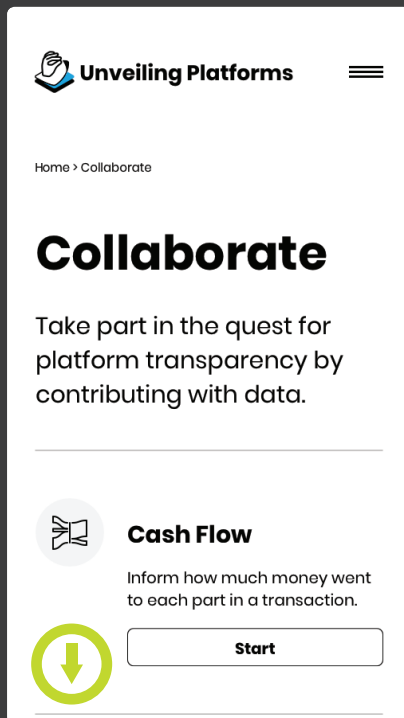 Unveiling Platforms
Home > Collaborate
Collaborate
Take part in the quest for
platform transparency by
contributing with data.
Cash Flow
Inform how much money went
to each part in a transaction.
Start